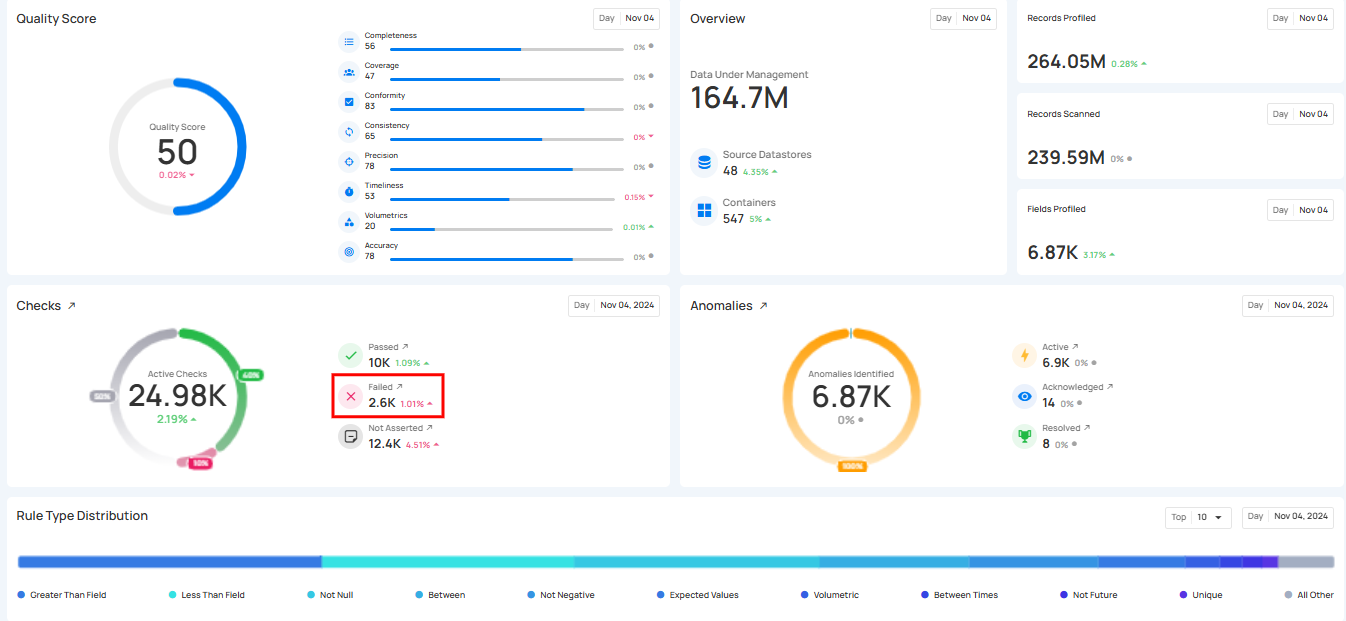 Quality Score
Day Nov 04
Quality Score
50
0.02%
Completeness
56
0%
Coverage
47
0%
Conformity
83
0%
Consistency
65
0%
Precision
78
0%
Timeliness
53
0.15%
Volumetrics
20
0.01%
Accuracy
78
0%
Overview
Day Nov 04
Data Under Management
164.7M
Source Datastores
48 4.35%
Containers
547 5%
Records Profiled
Day Nov 04
264.05M 0.28%
Records Scanned
Day Nov 04
239.59M 0%
Fields Profiled
Day Nov 04
6.87K 3.17%
Checks
Day Nov 04, 2024
Active Checks
24.98K
2.19%
40%
50%
10%
Passed
10K 1.09%
Failed
2.6K 1.01%
Not Asserted
12.4K 4.51%
Anomalies
Day Nov 04, 2024
Anomalies Identified
6.87K
0%
100%
Active
6.9K 0%
Acknowledged
14 0%
Resolved
8 0%
Rule Type Distribution
Top 10
Day Nov 04, 2024
Greater Than Field Less Than Field Not Null Between Not Negative Expected Values Volumetric Between Times Not Future Unique All Other